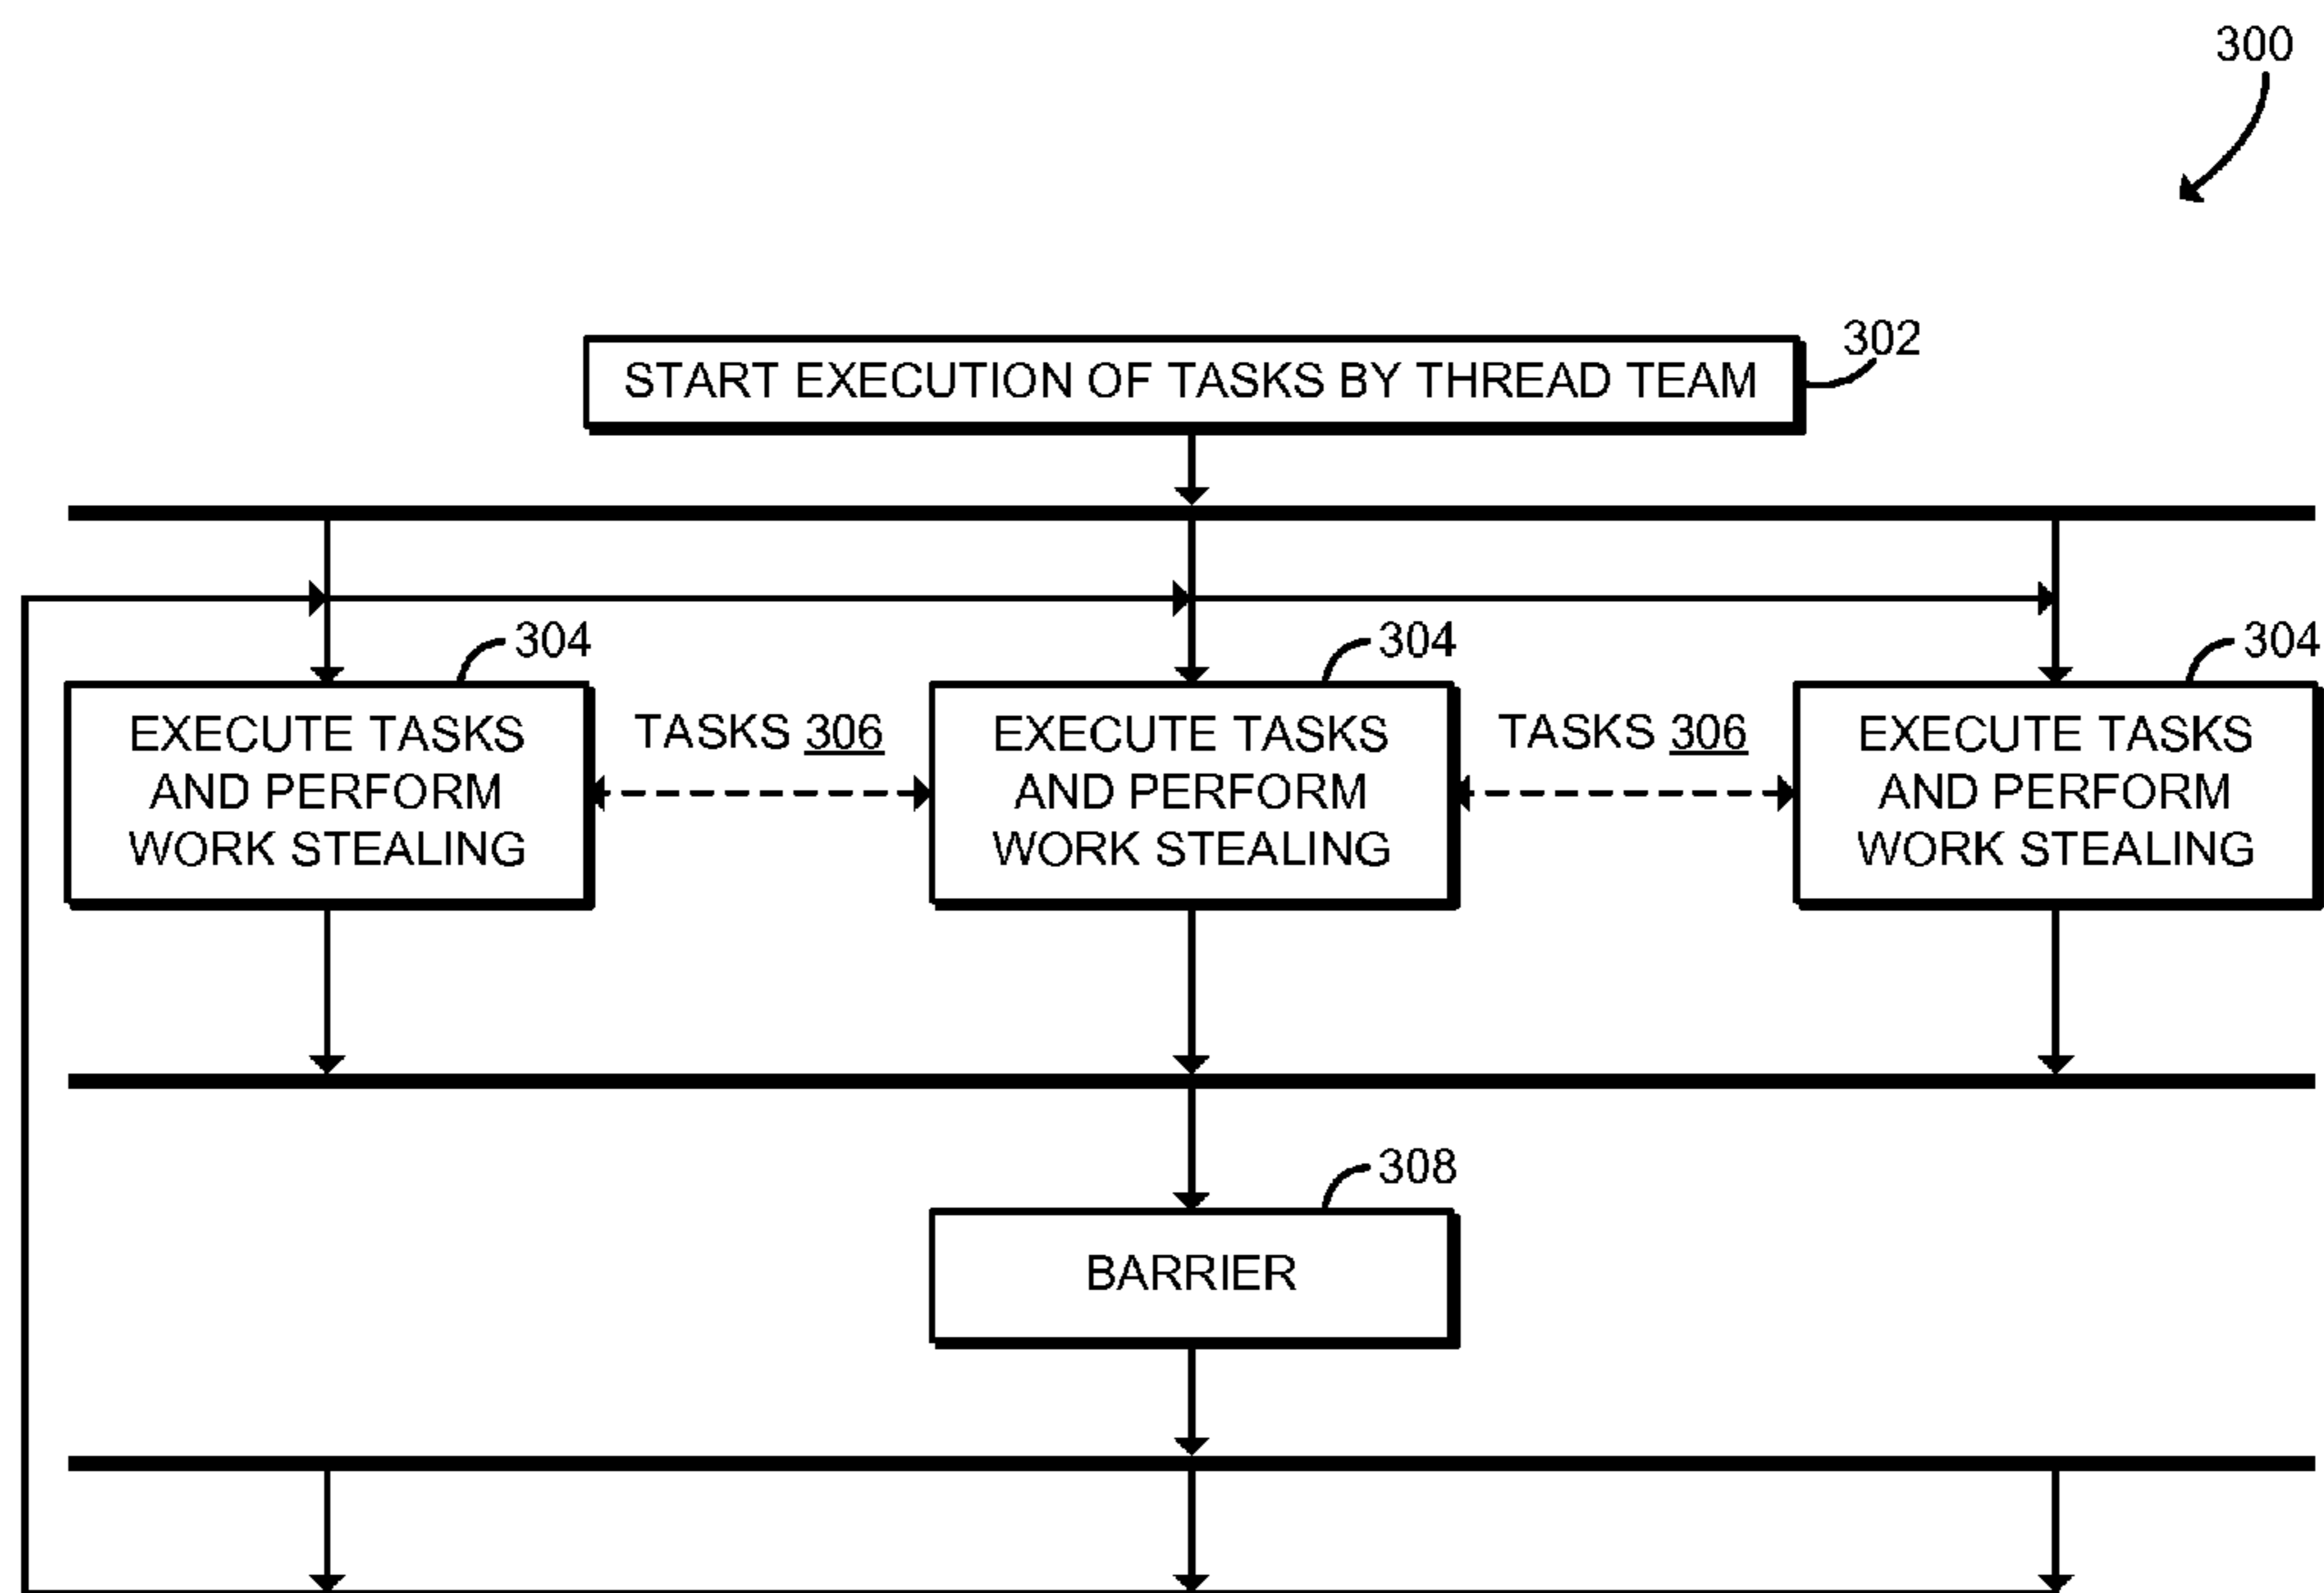 300
302
START EXECUTION OF TASKS BY THREAD TEAM
304
304
304
EXECUTE TASKS
AND PERFORM
WORK STEALING
TASKS 306
EXECUTE TASKS
AND PERFORM
WORK STEALING
TASKS 306
EXECUTE TASKS
AND PERFORM
WORK STEALING
308
BARRIER